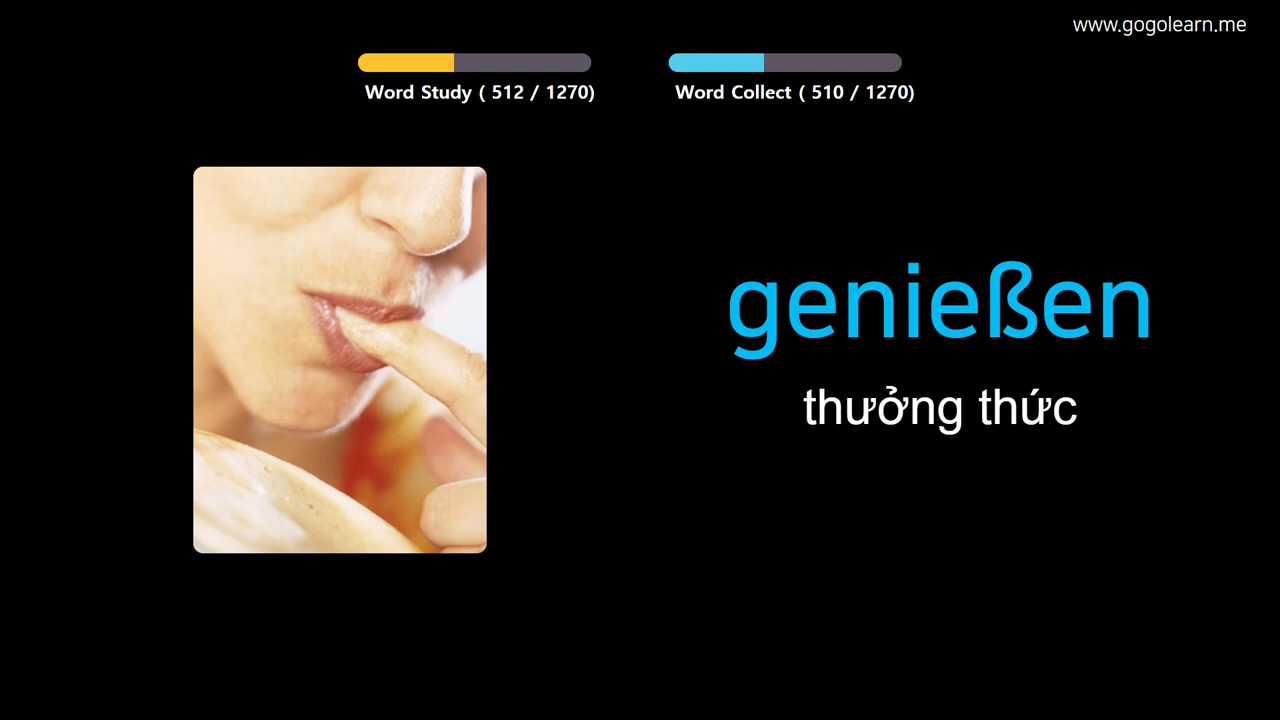 www.gogolearn.me
Word Study ( 512 / 1270)
Word Collect ( 510 / 1270)
genießen
thưởng thức